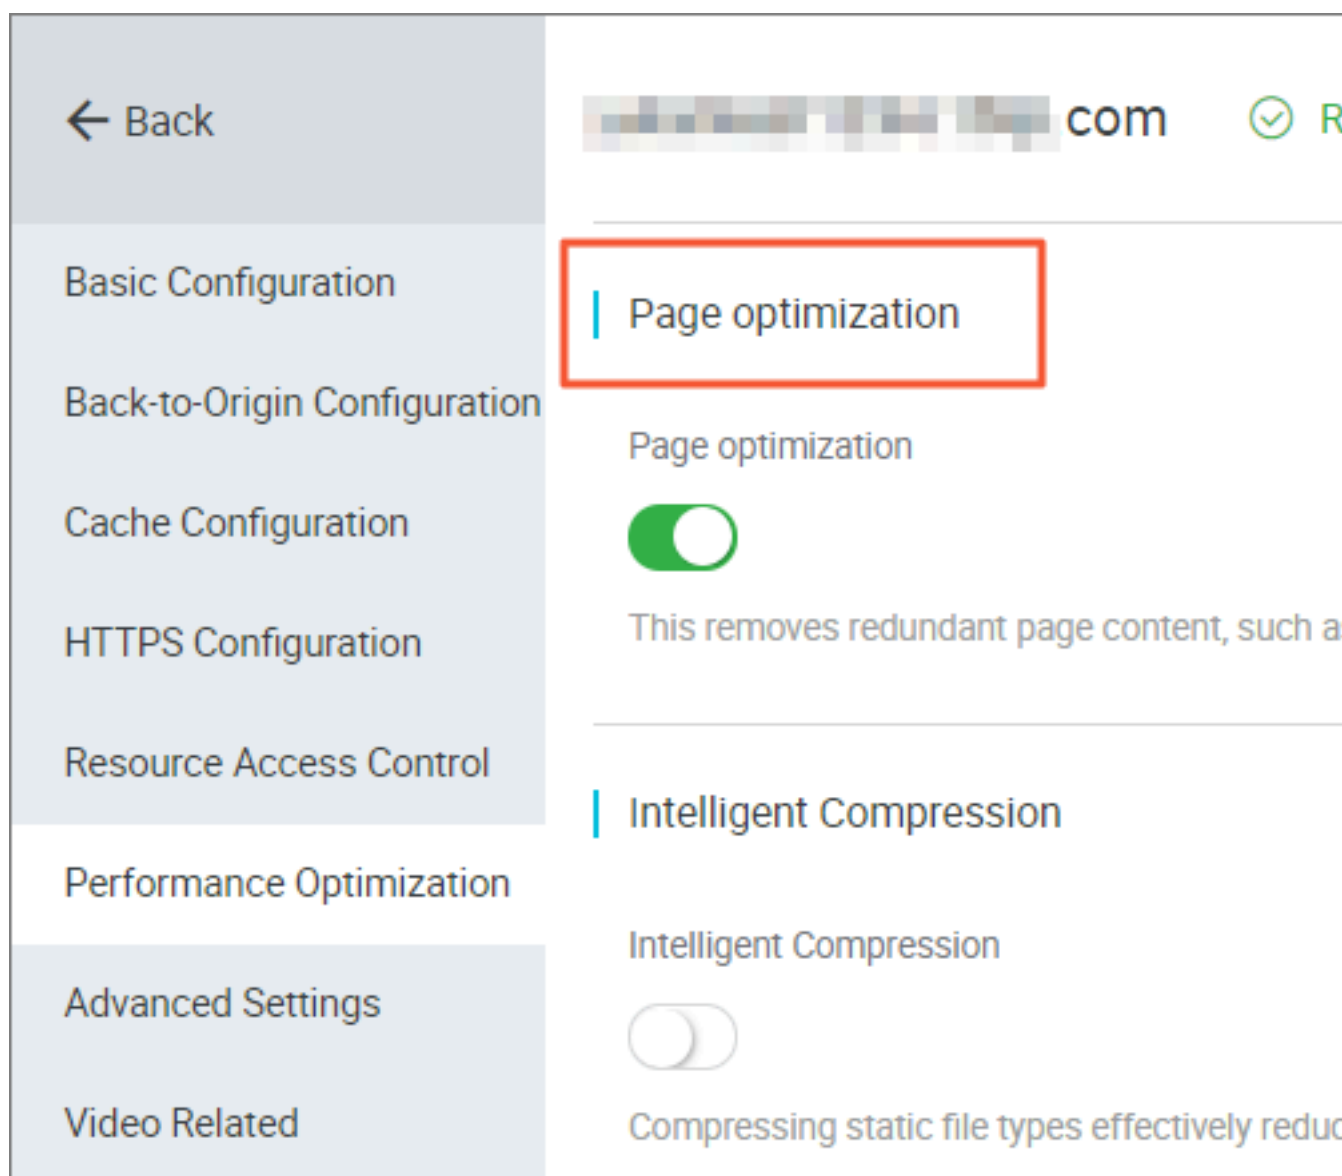 Back
com
Basic Configuration
Back-to-Origin Configuration
Cache Configuration
HTTPS Configuration
Resource Access Control
Performance Optimization
Advanced Settings
Video Related
Page optimization
Page optimization
This removes redundant page content, such
Intelligent Compression
Intelligent Compression
Compressing static file types effectively